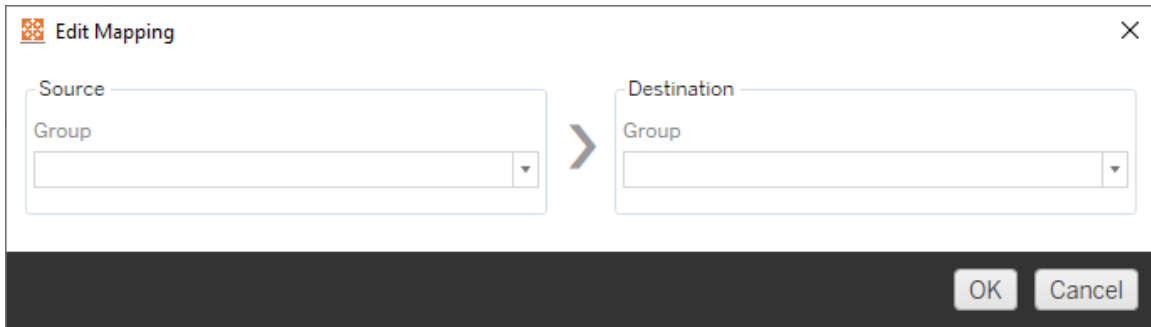 Edit Mapping
Source
Destination
Group
Group
OK
Cancel